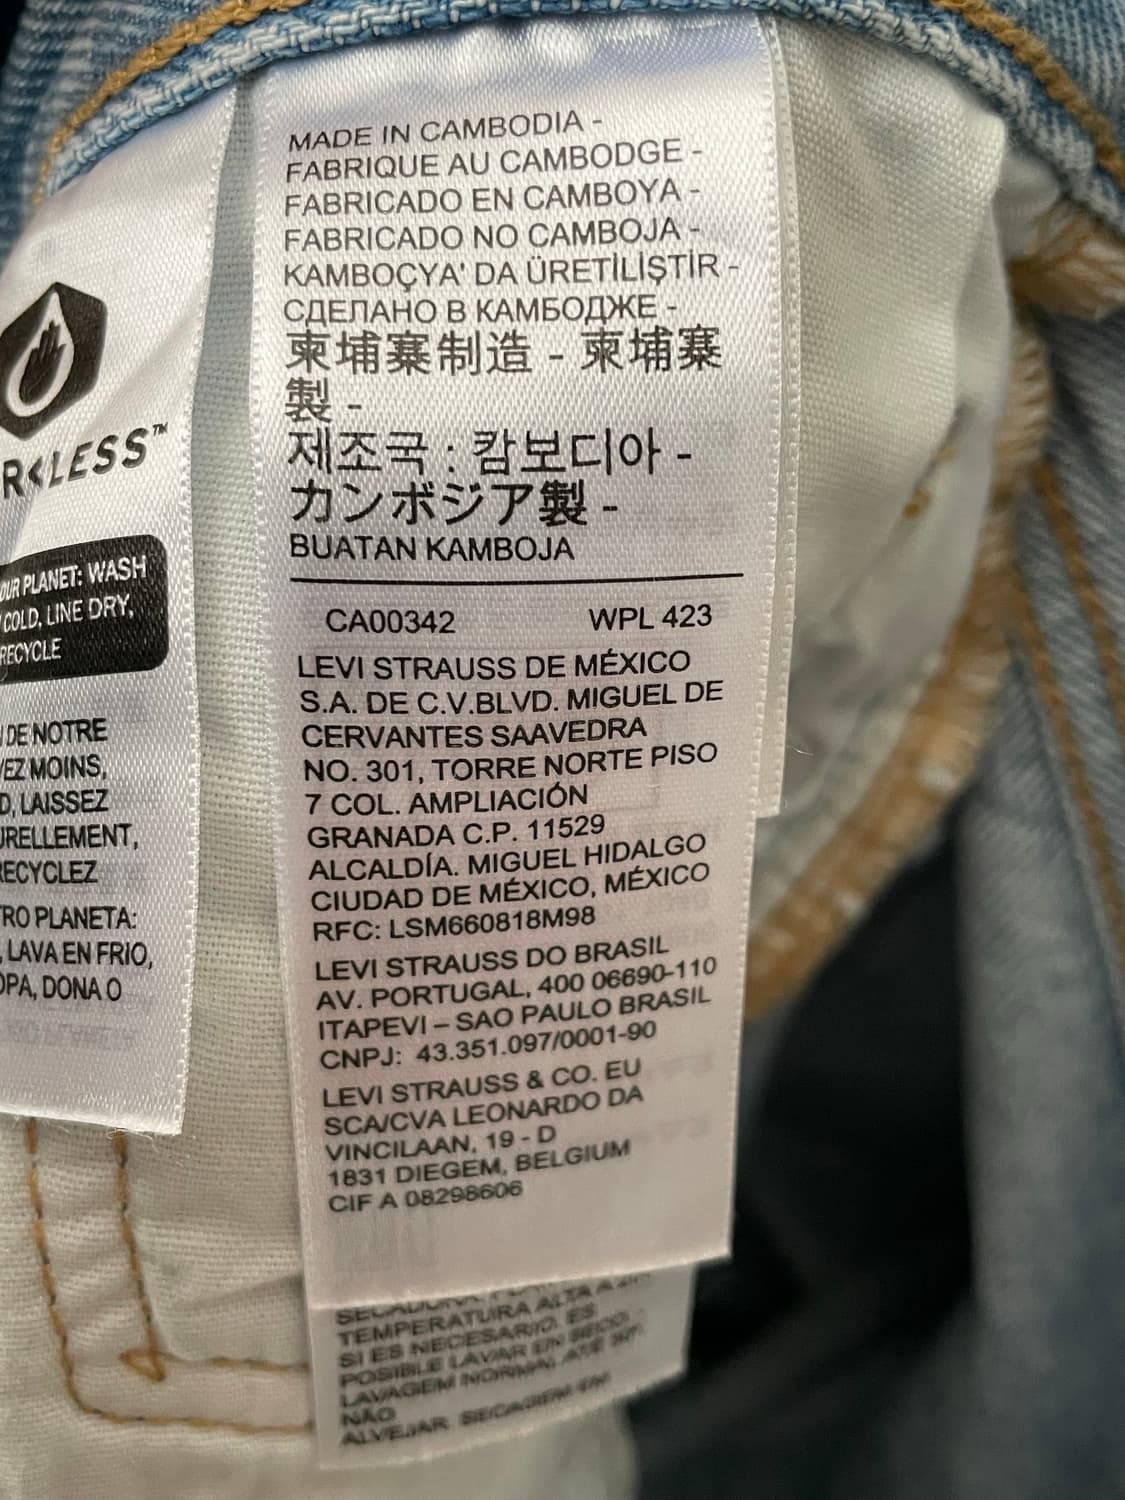 R<LESS™
OUR PLANET: WASH
COLD, LINE DRY,
RECYCLE
DE NOTRE
EZ MOINS,
D, LAISSEZ
URELLEMENT,
RECYCLEZ
RO PLANETA:
, LAVA EN FRIO,
OPA, DONA O
MADE IN CAMBODIA -
FABRIQUE AU CAMBODGE -
FABRICADO EN CAMBOYA -
FABRICADO NO CAMBOJA -
KAMBOÇYA' DA ÜRETİLİŞTİR -
СДЕЛАНО В КАМБОДЖЕ -
柬埔寨制造 - 柬埔寨
製 -
제조국 : 캄보디아 -
カンボジア製 -
BUATAN KAMBOJA
CA00342 WPL 423
LEVI STRAUSS DE MÉXICO
S.A. DE C.V.BLVD. MIGUEL DE
CERVANTES SAAVEDRA
NO. 301, TORRE NORTE PISO
7 COL. AMPLIACIÓN
GRANADA C.P. 11529
ALCALDÍA. MIGUEL HIDALGO
CIUDAD DE MÉXICO, MÉXICO
RFC: LSM660818M98
LEVI STRAUSS DO BRASIL
AV. PORTUGAL, 400 06690-110
ITAPEVI – SAO PAULO BRASIL
CNPJ: 43.351.097/0001-90
LEVI STRAUSS & CO. EU
SCA/CVA LEONARDO DA
VINCILAAN, 19 - D
1831 DIEGEM, BELGIUM
CIF A 08298606
TEMPERATURA ALTA A
SI ES NECESARIO. ES
POSIBLE LAVAR EN SECO.
LAVAGEM NORMAL ATÉ
NÃO
ALVEJAR. SECAGEM EM